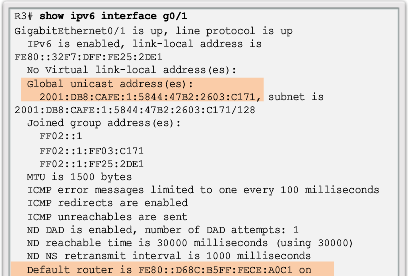 R3# show ipv6 interface g0/1
GigabitEthernet0/1 is up, line protocol is up
IPv6 is enabled, link-local address is
FE80::32F7:DFF:FE25:2DE1
No Virtual link-local address(es):
Global unicast address(es):
2001:DB8:CAFE:1:5844:47B2:2603:C171, subnet is
2001:DB8:CAFE:1:5844:47B2:2603:C171/128
Joined group address(es):
FF02::1
FF02::1:FF03:C171
FF02::1:FF25:2DE1
MTU is 1500 bytes
ICMP error messages limited to one every 100 milliseconds
ICMP redirects are enabled
ICMP unreachables are sent
ND DAD is enabled, number of DAD attempts: 1
ND reachable time is 30000 milliseconds (using 30000)
ND NS retransmit interval is 1000 milliseconds
Default router is FE80::D68C:B5FF:FECE:A0C1 on